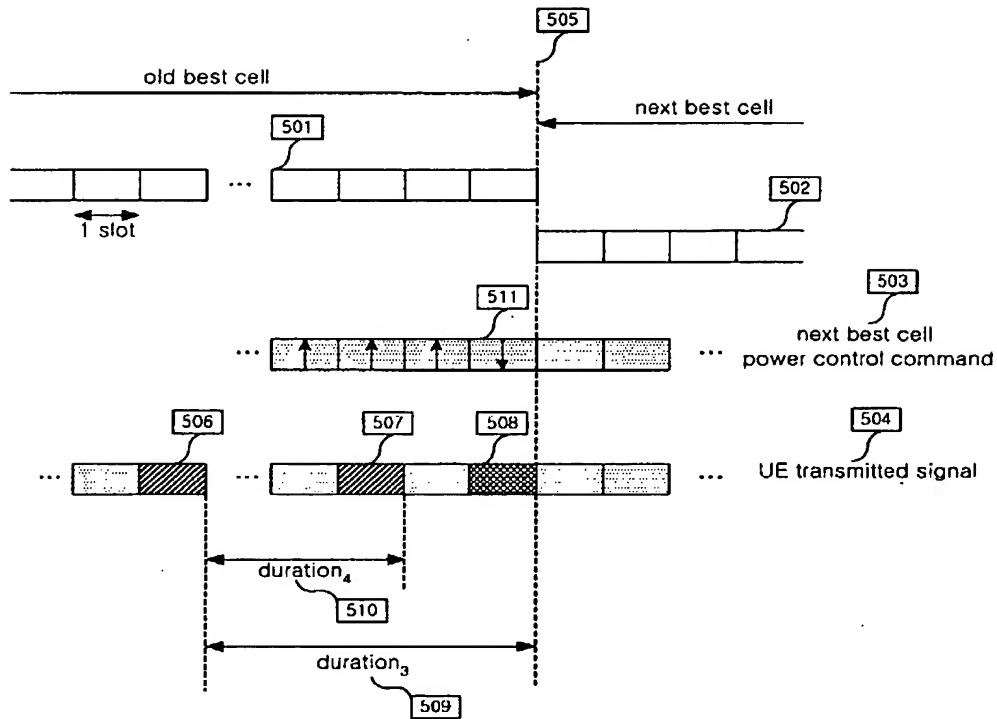 505
old best cell
next best cell
501
...
1 slot
502
511
503
...
...
next best cell
power control command
506
507
508
504
...
...
...
UE transmitted signal
duration4
510
duration3
509